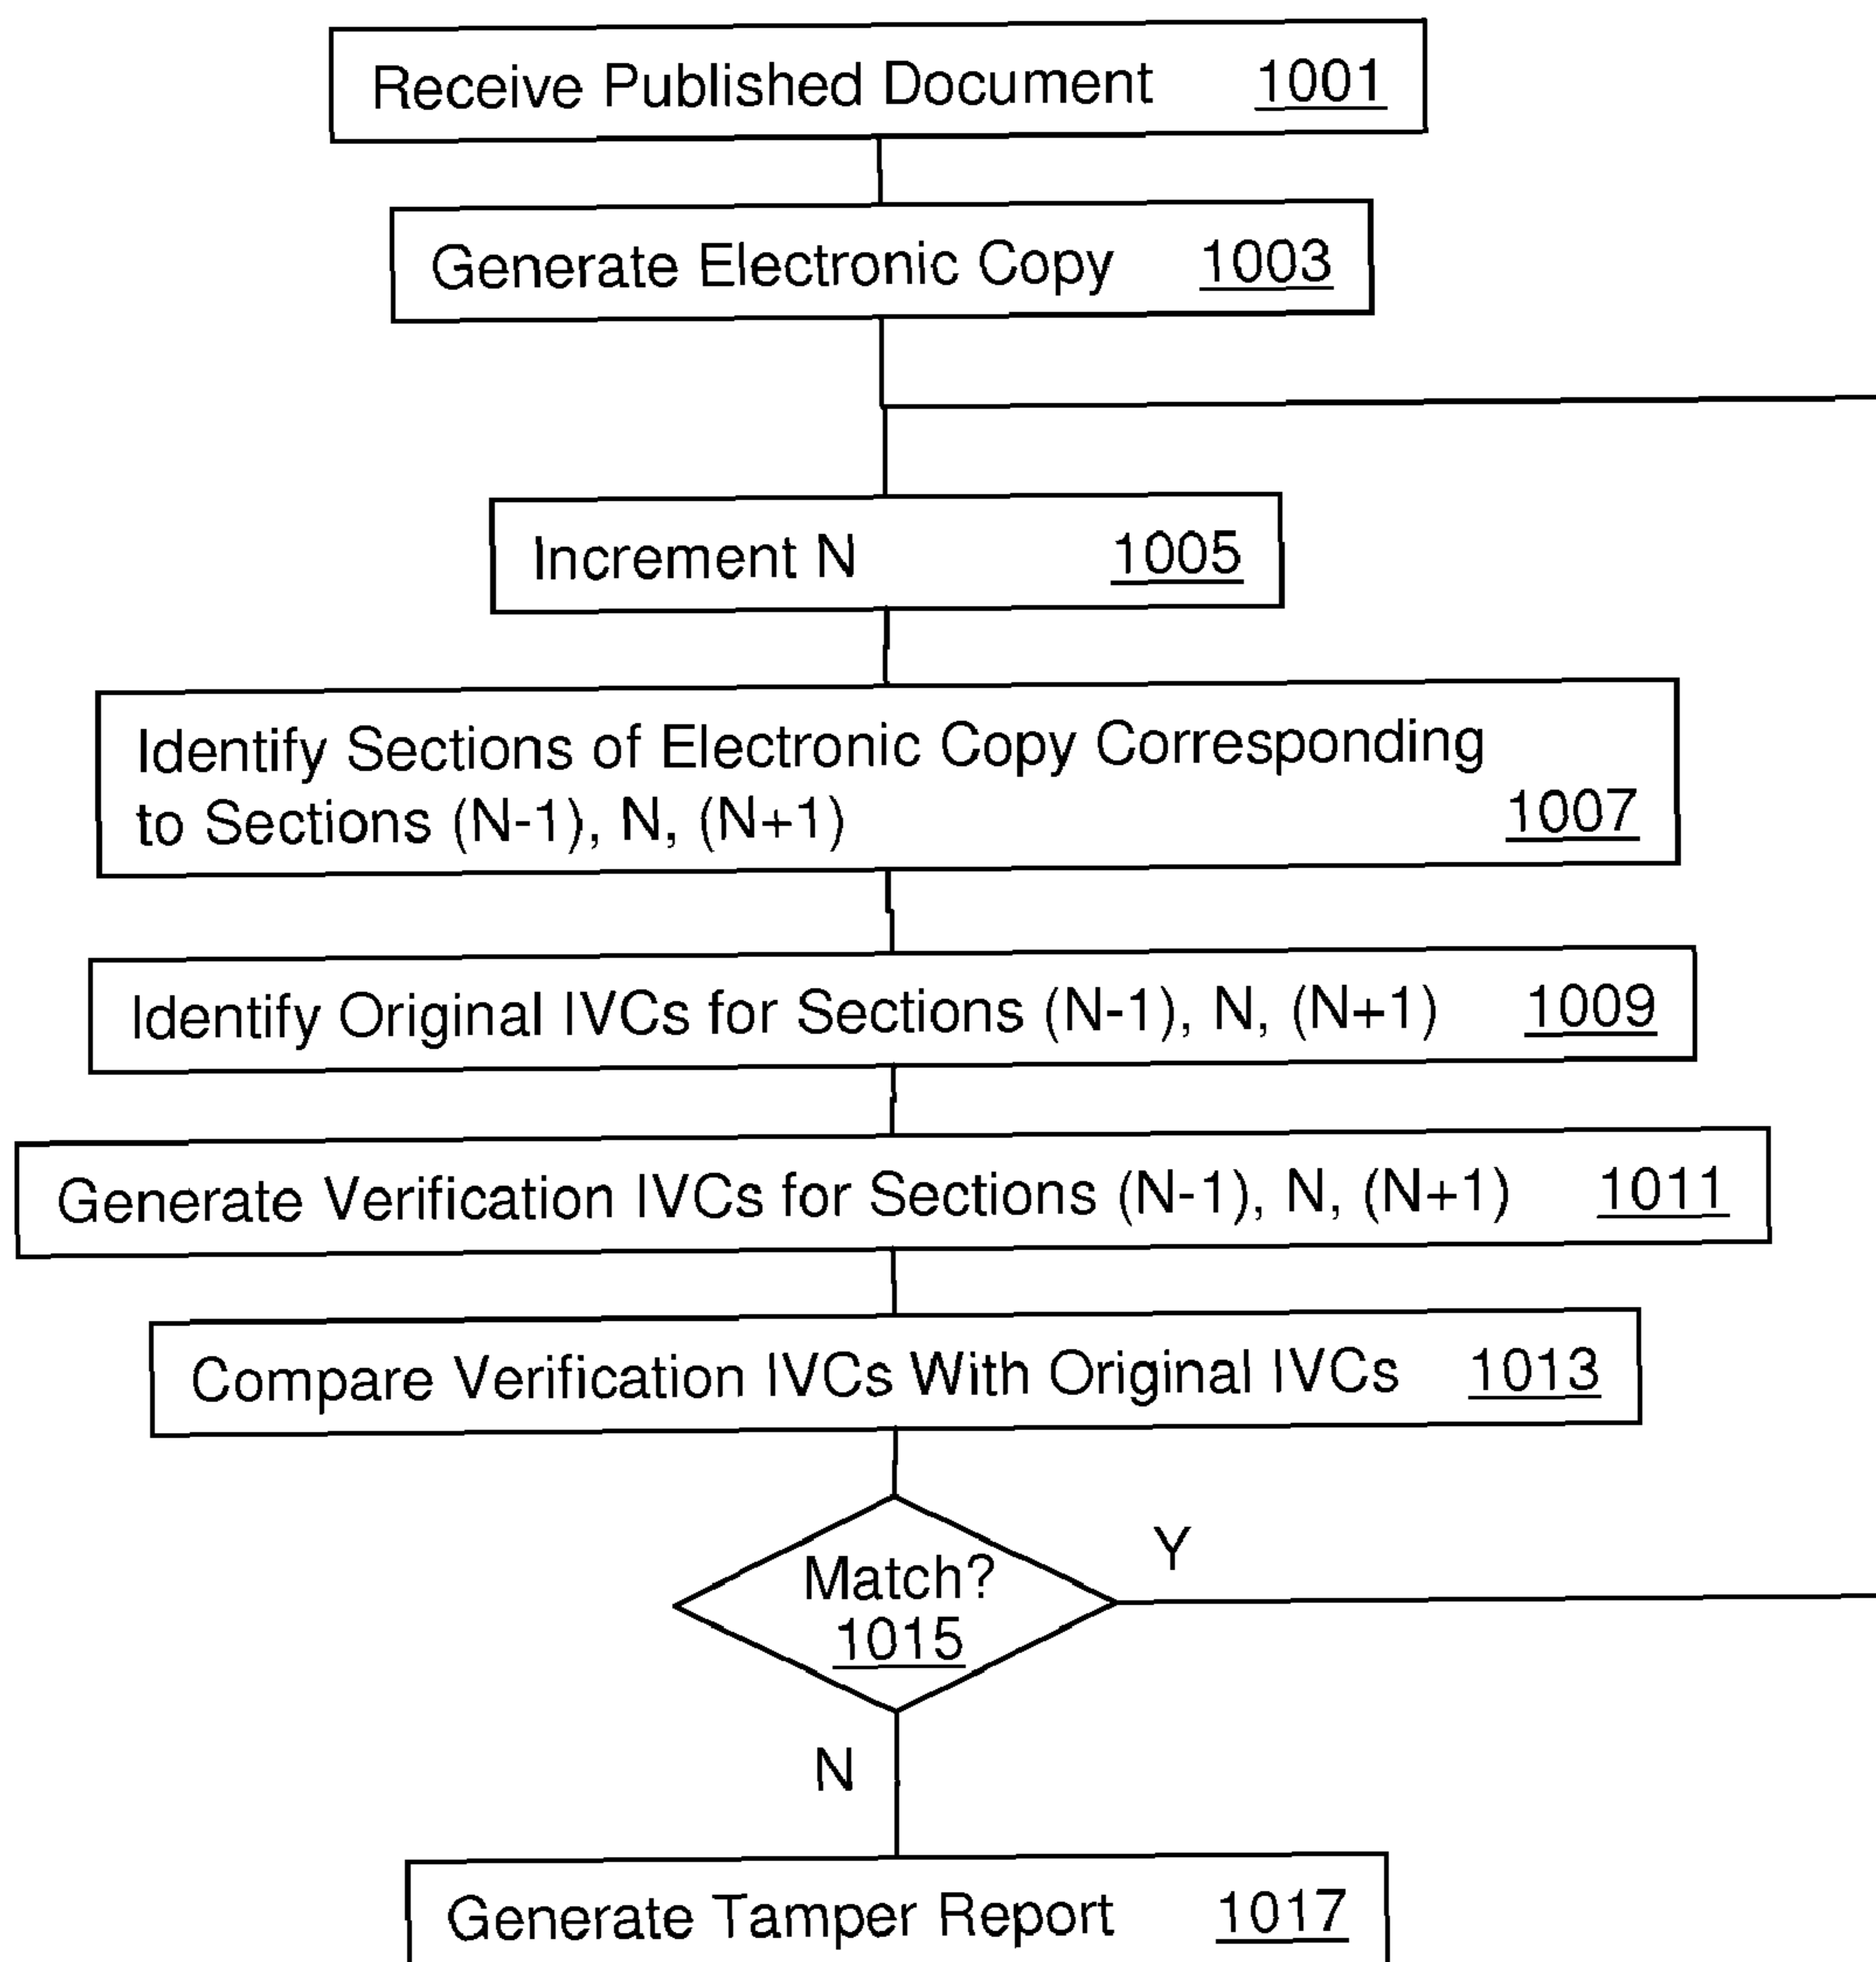 Receive Published Document 1001
Generate Electronic Copy 1003
Increment N 1005
Identify Sections of Electronic Copy Corresponding
to Sections (N-1), N, (N+1) 1007
Identify Original IVCs for Sections (N-1), N, (N+1) 1009
Generate Verification IVCs for Sections (N-1), N, (N+1) 1011
Compare Verification IVCs With Original IVCs 1013
Match?
1015
Y
N
Generate Tamper Report 1017